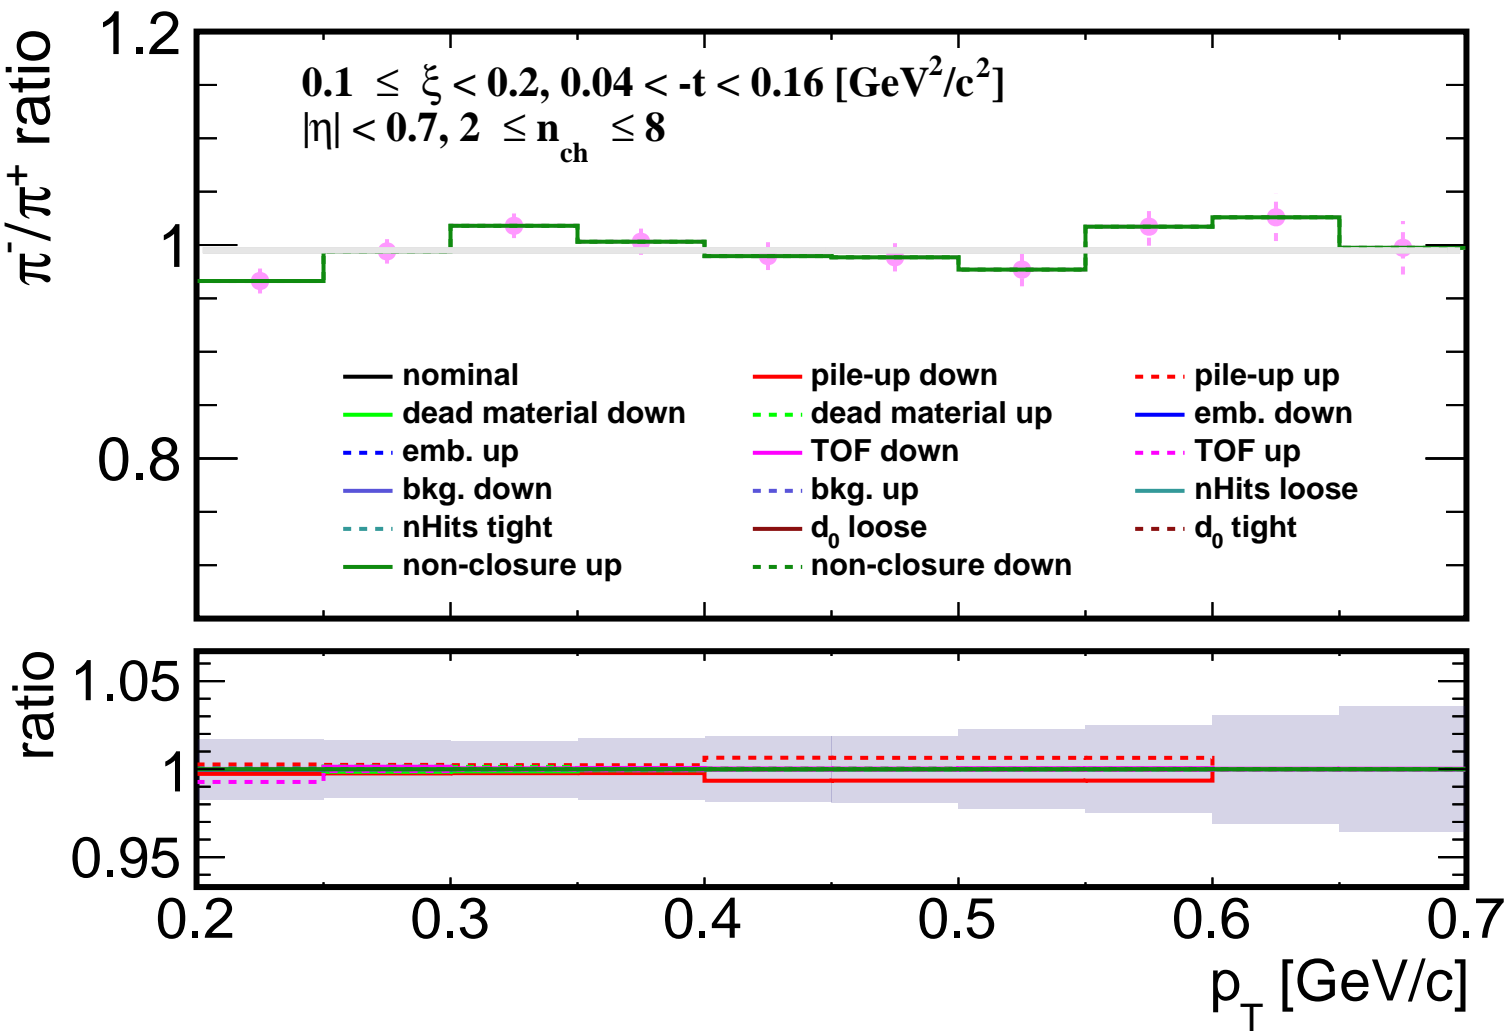 1.2
0.1 ≤ ξ < 0.2, 0.04 < -t < 0.16 [GeV²/c²]
|η| < 0.7, 2 ≤ n_ch ≤ 8
π⁻/π⁺ ratio
1
0.8
nominal pile-up down pile-up up
dead material down dead material up emb. down
emb. up TOF down TOF up
bkg. down bkg. up nHits loose
nHits tight d₀ loose d₀ tight
non-closure up non-closure down
ratio
1.05
1
0.95
0.2 0.3 0.4 0.5 0.6 0.7
p_T [GeV/c]